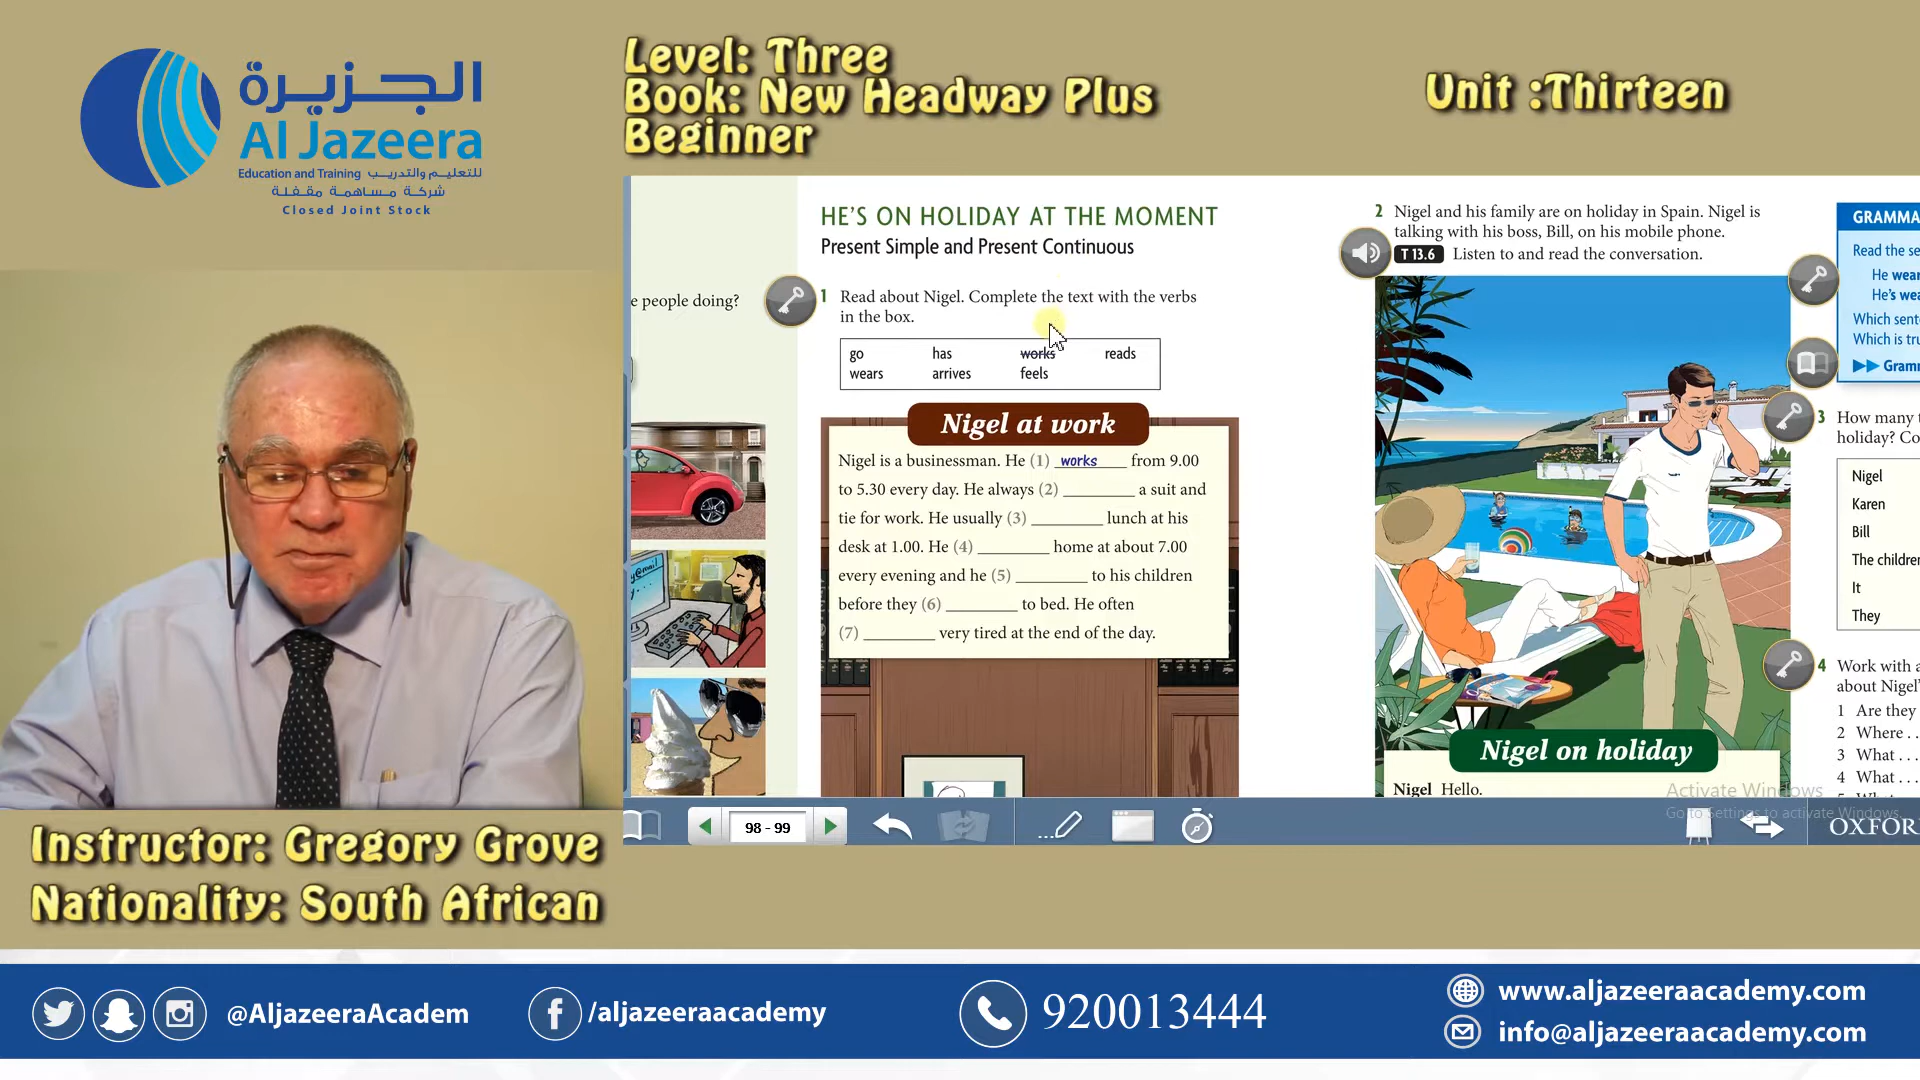 الجزيرة
Al Jazeera
Education and Training للتعليم والتدريب
شركة مساهمة مقفلة
Closed Joint Stock
Level: Three
Book: New Headway Plus
Beginner
Unit :Thirteen
e people doing?
HE'S ON HOLIDAY AT THE MOMENT
Present Simple and Present Continuous
1 Read about Nigel. Complete the text with the verbs
in the box.
go has works reads
wears arrives feels
Nigel at work
Nigel is a businessman. He (1) works from 9.00
to 5.30 every day. He always (2) ________ a suit and
tie for work. He usually (3) ________ lunch at his
desk at 1.00. He (4) ________ home at about 7.00
every evening and he (5) ________ to his children
before they (6) ________ to bed. He often
(7) ________ very tired at the end of the day.
2 Nigel and his family are on holiday in Spain. Nigel is
talking with his boss, Bill, on his mobile phone.
T 13.6 Listen to and read the conversation.
Nigel on holiday
Nigel Hello.
GRAMMA
Read the se
He wear
He's wea
Which sent
Which is tru
Gram
3 How many t
holiday? Co
Nigel
Karen
Bill
The children
It
They
4 Work with a
about Nigel'
1 Are they
2 Where . .
3 What . . .
4 What . . .
Activate Windows
Go to Settings to activate Windows.
98 - 99
OXFOR
Instructor: Gregory Grove
Nationality: South African
@AljazeeraAcadem
/aljazeeraacademy
920013444
www.aljazeeraacademy.com
info@aljazeeraacademy.com